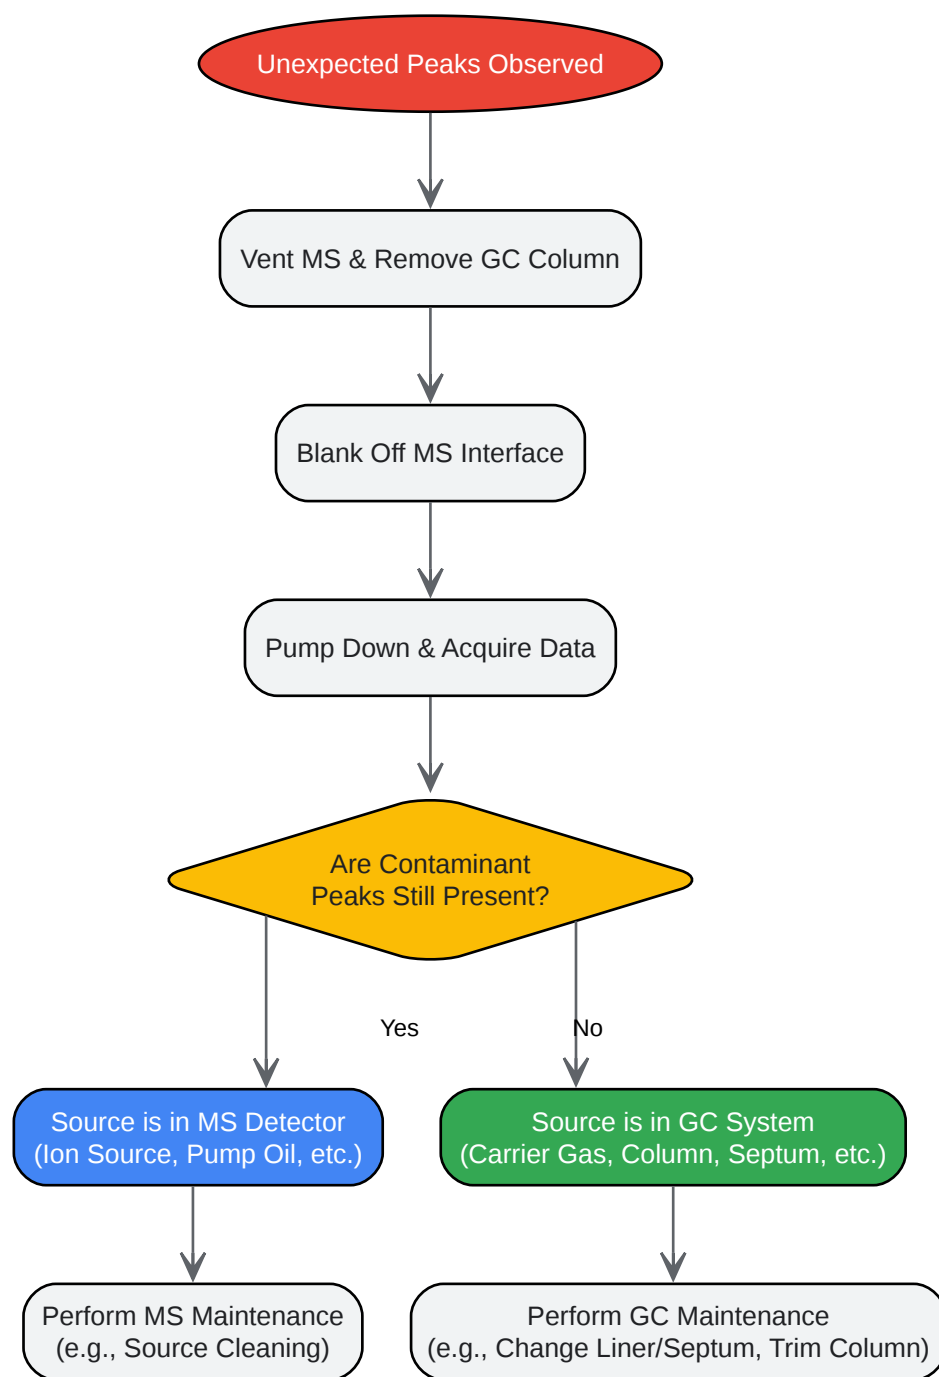 Unexpected Peaks Observed
Vent MS & Remove GC Column
Blank Off MS Interface
Pump Down & Acquire Data
Are Contaminant
Peaks Still Present?
Yes
No
Source is in MS Detector
(Ion Source, Pump Oil, etc.)
Source is in GC System
(Carrier Gas, Column, Septum, etc.)
Perform MS Maintenance
(e.g., Source Cleaning)
Perform GC Maintenance
(e.g., Change Liner/Septum, Trim Column)